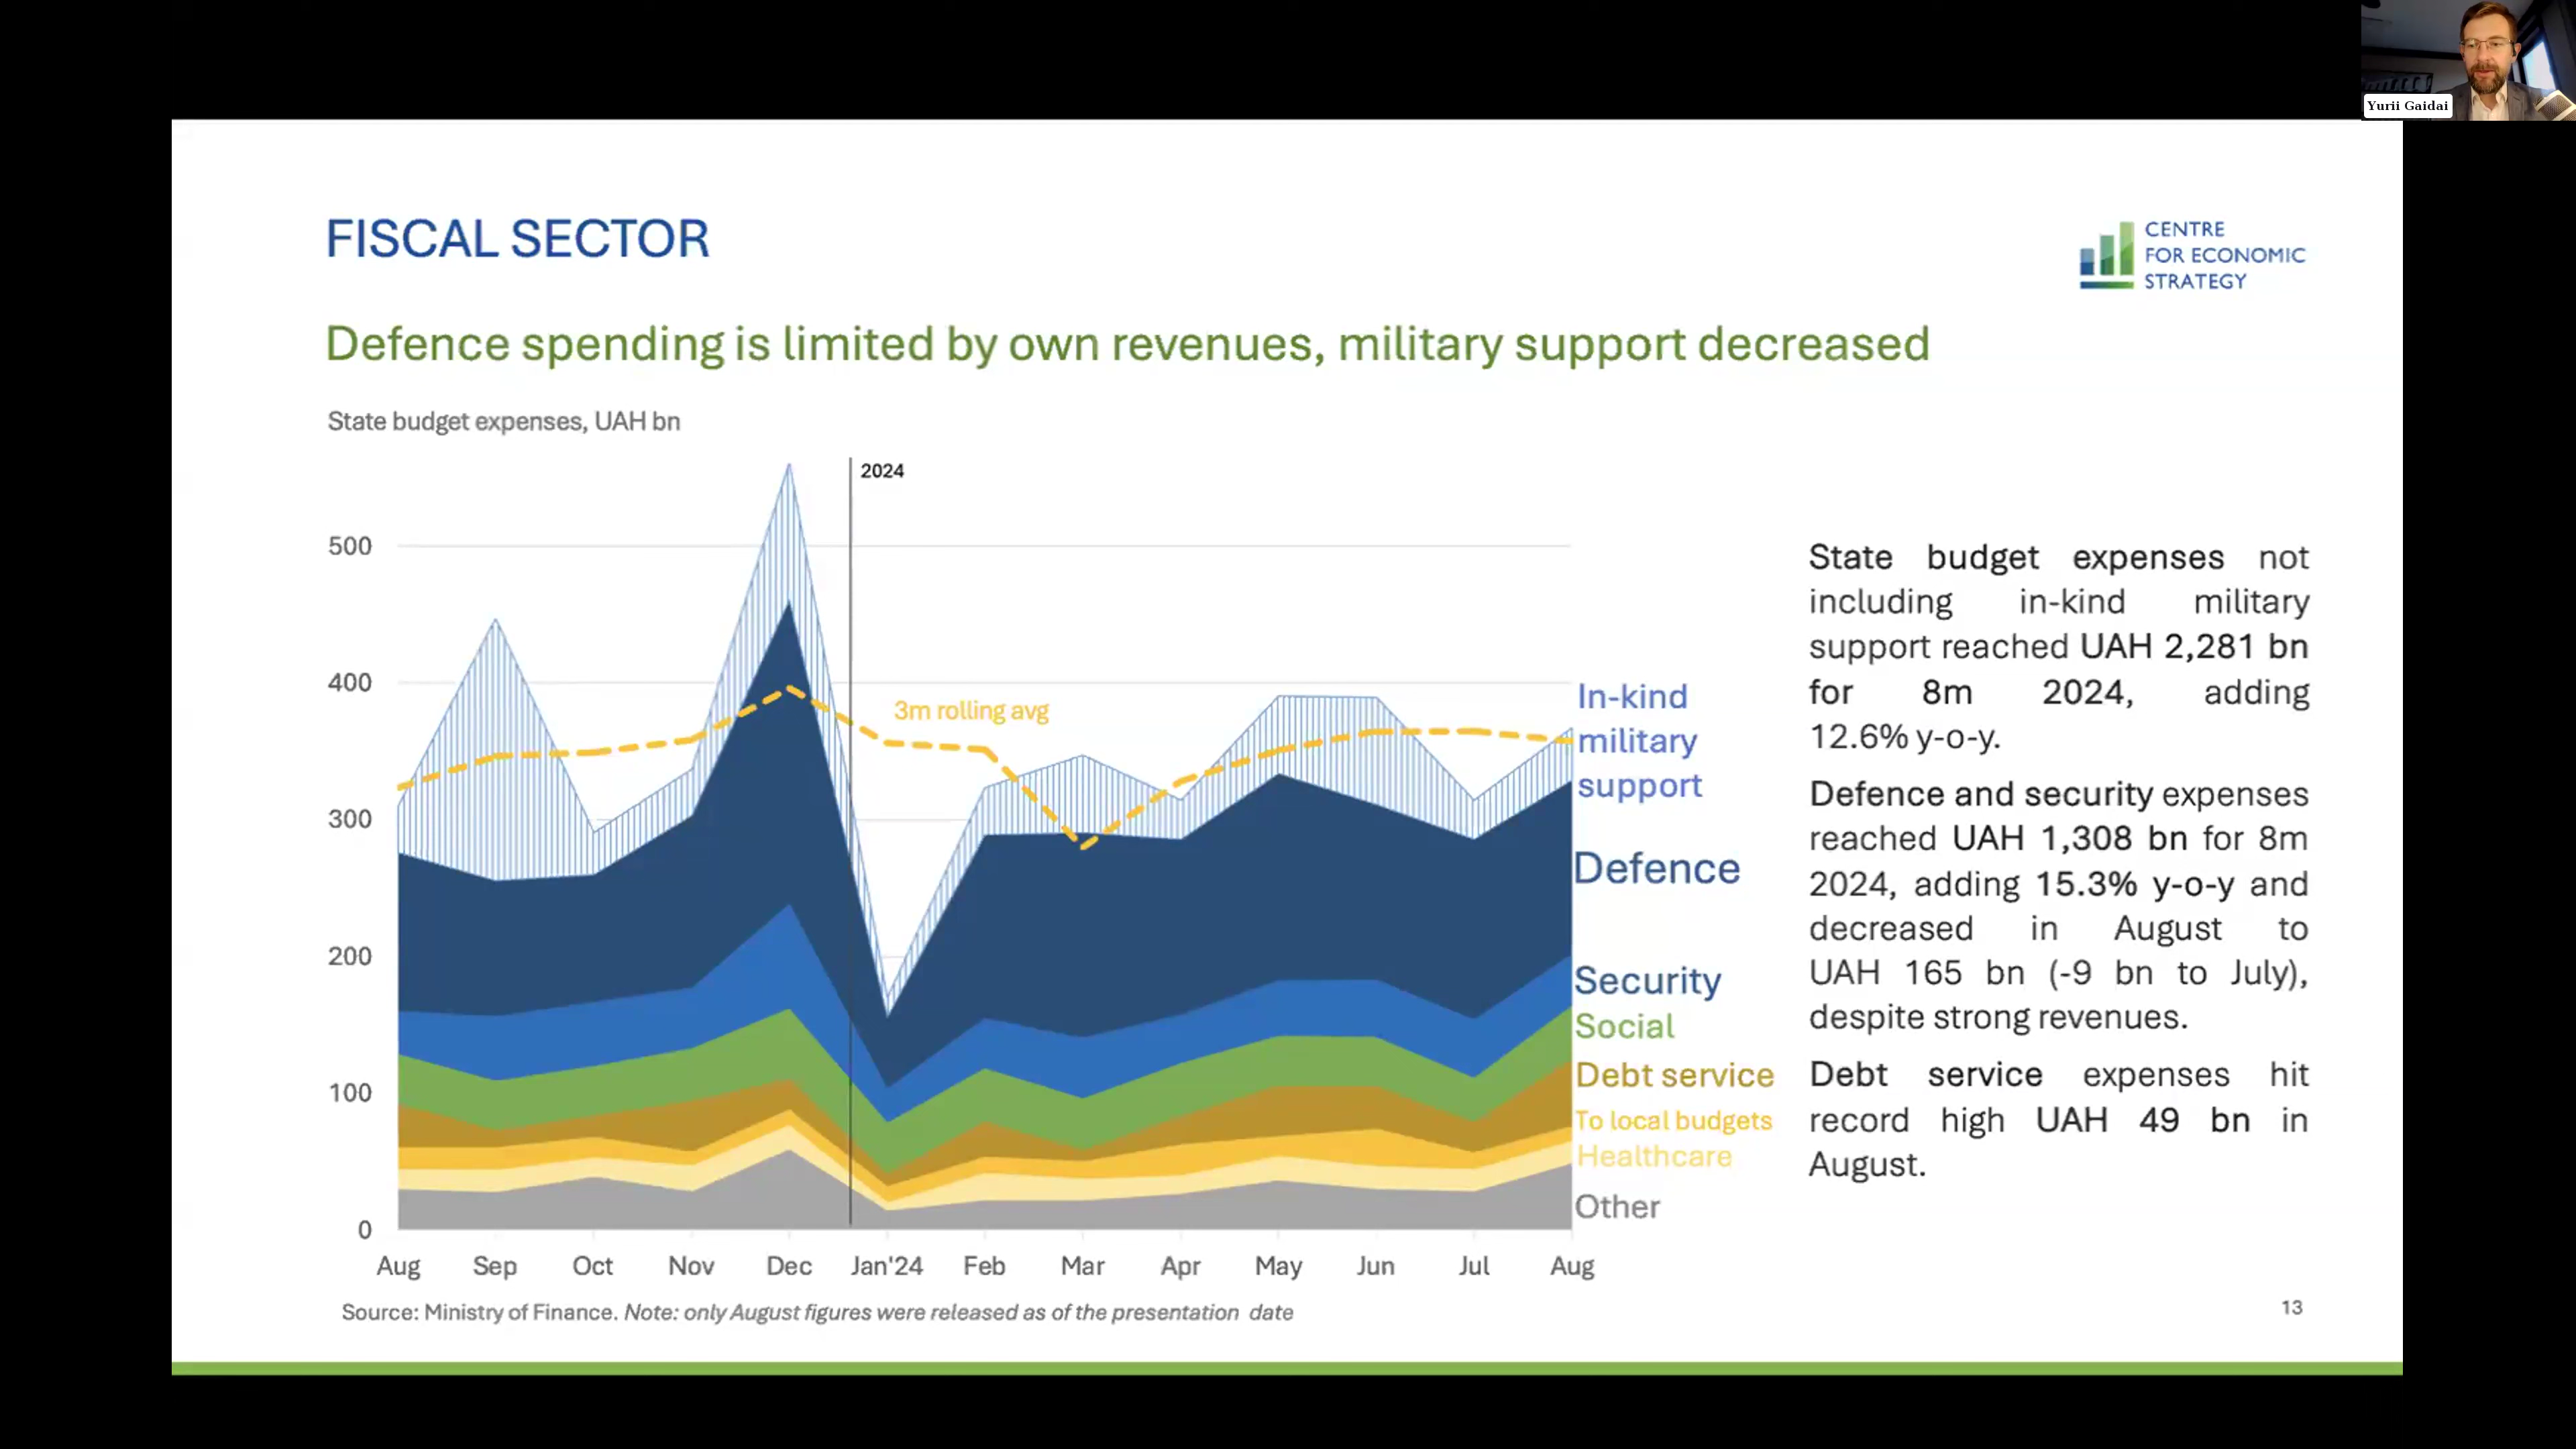 Yurii Gaidai
FISCAL SECTOR
CENTRE
FOR ECONOMIC
STRATEGY
Defence spending is limited by own revenues, military support decreased
State budget expenses, UAH bn
2024
500
400
300
200
100
0
3m rolling avg
In-kind
military
support
Defence
Security
Social
Debt service
To local budgets
Healthcare
Other
Aug Sep Oct Nov Dec Jan'24 Feb Mar Apr May Jun Jul Aug
State budget expenses not
including in-kind military
support reached UAH 2,281 bn
for 8m 2024, adding
12.6% y-o-y.
Defence and security expenses
reached UAH 1,308 bn for 8m
2024, adding 15.3% y-o-y and
decreased in August to
UAH 165 bn (-9 bn to July),
despite strong revenues.
Debt service expenses hit
record high UAH 49 bn in
August.
Source: Ministry of Finance. Note: only August figures were released as of the presentation date
13